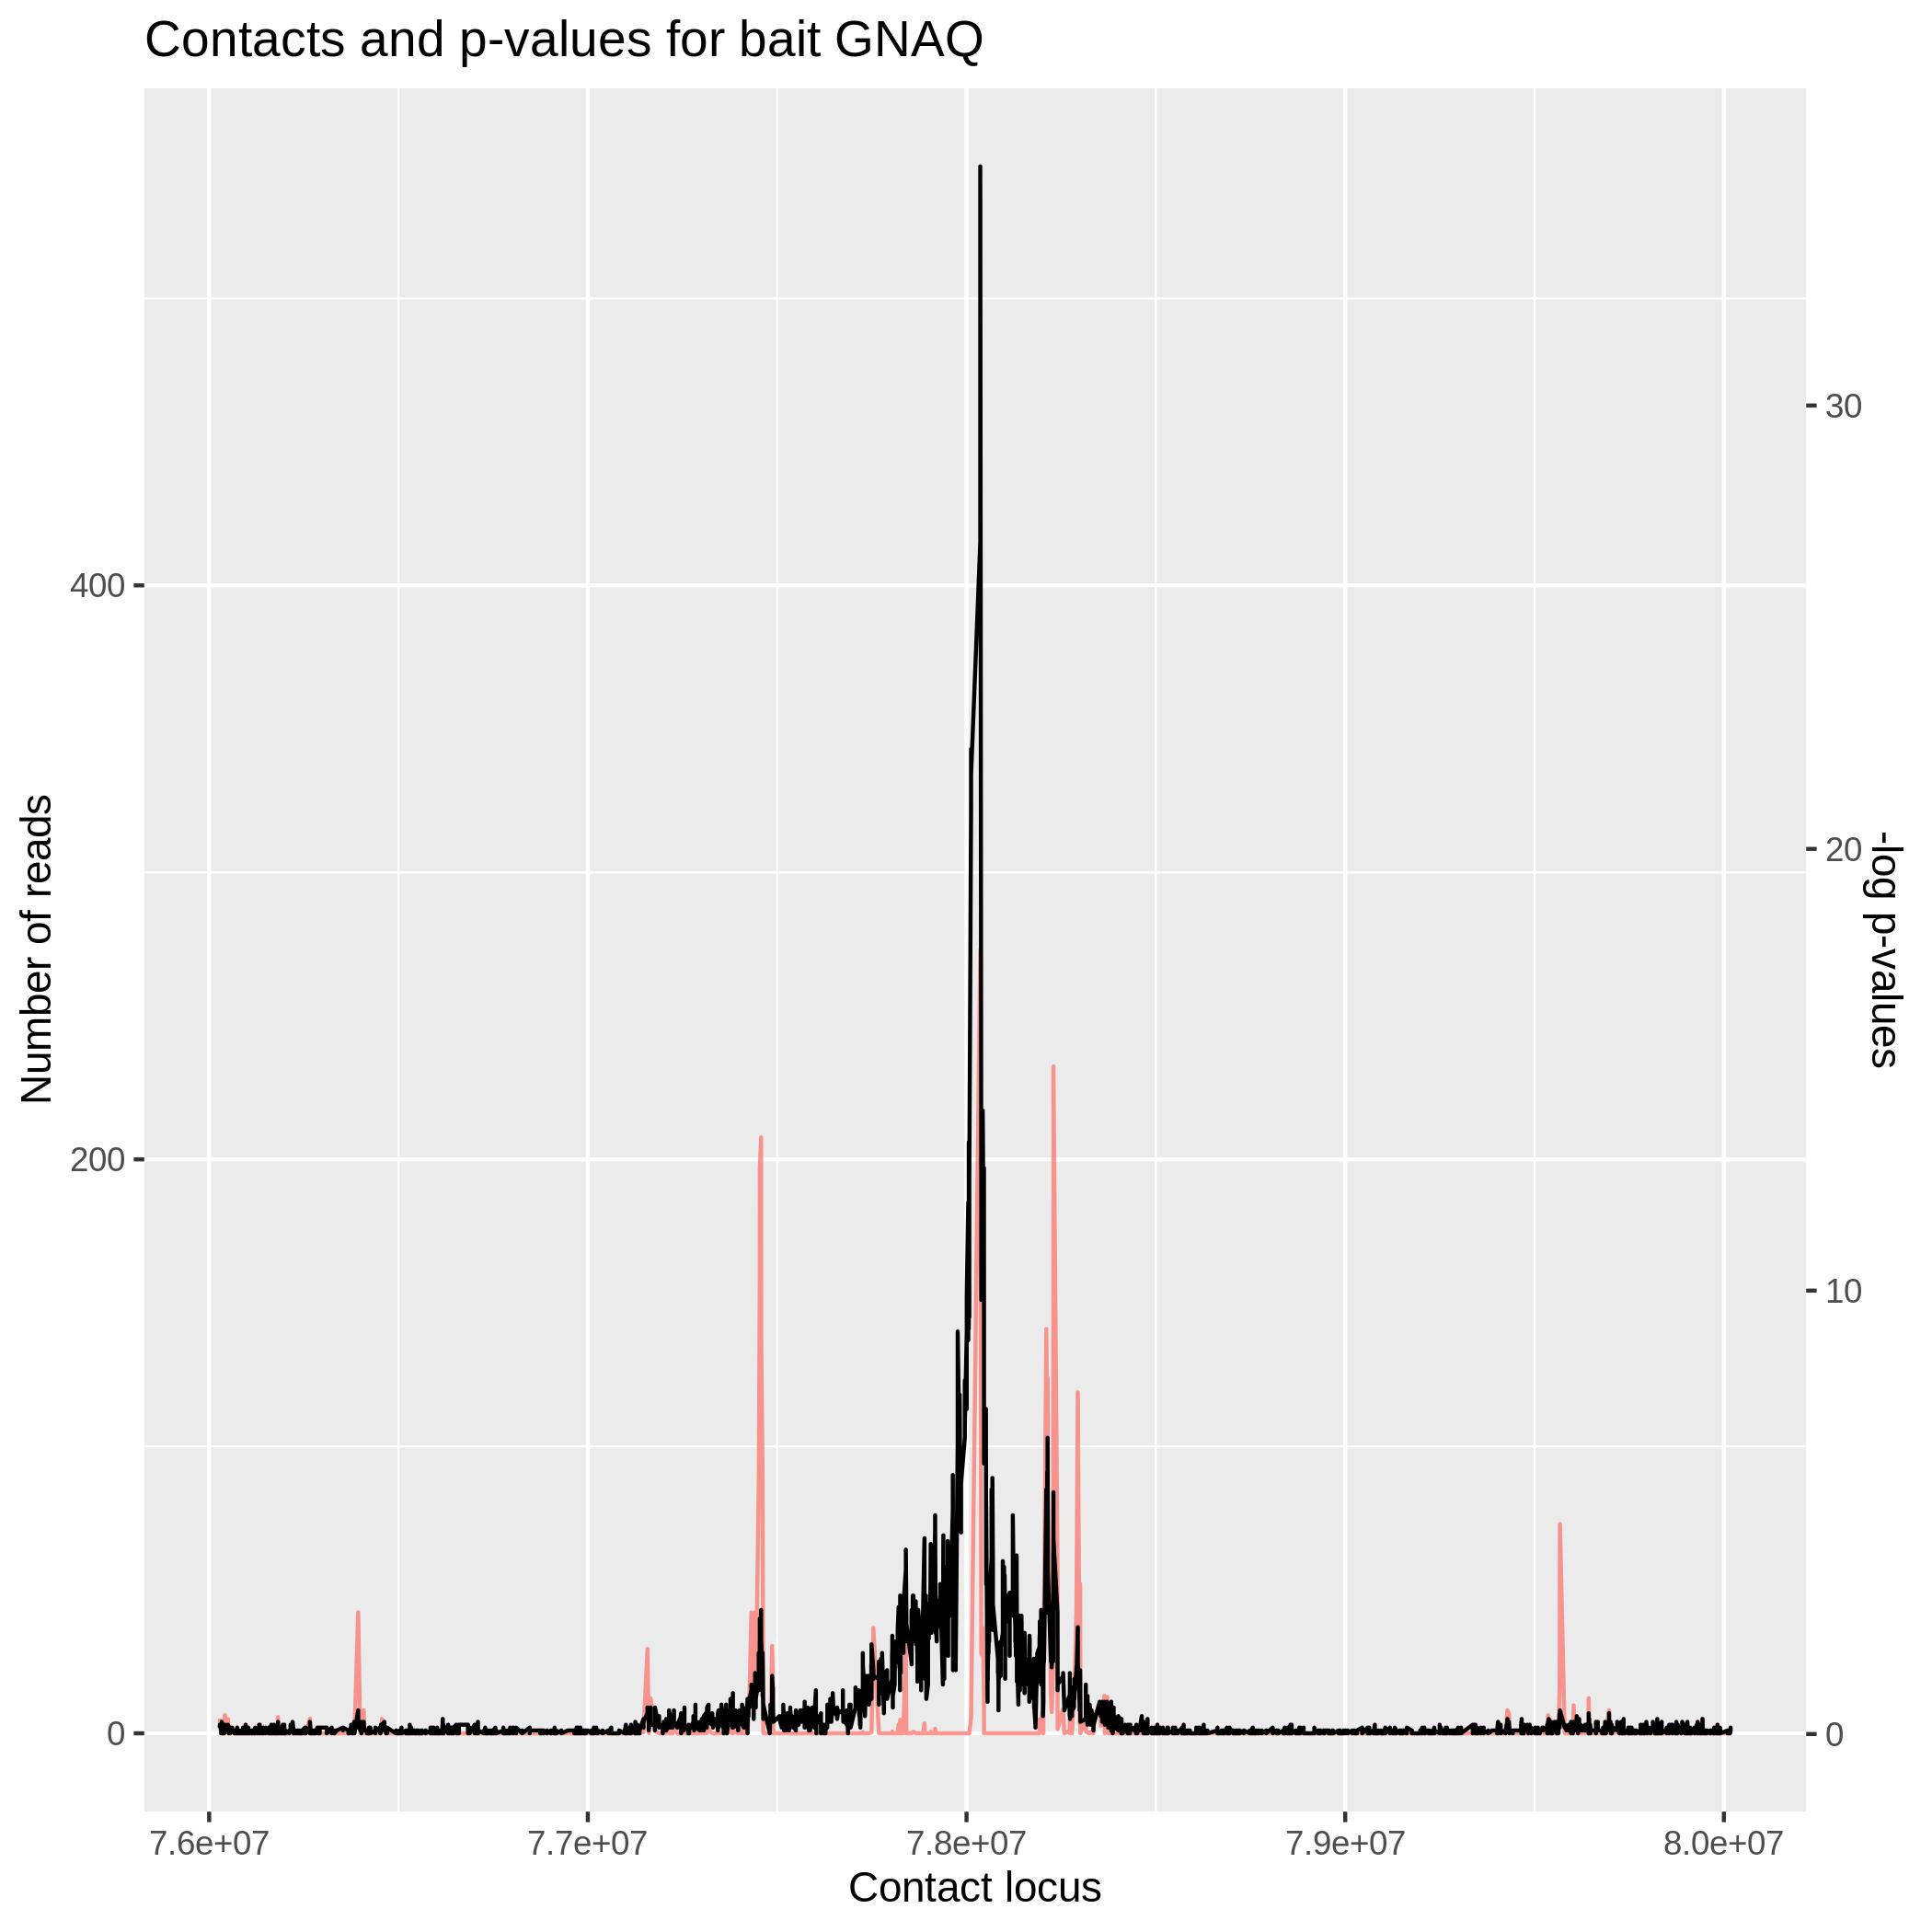 Contacts and p-values for bait GNAQ
Number of reads
400
200
0
30
20
10
0
-log p-values
7.6e+07 7.7e+07 7.8e+07 7.9e+07 8.0e+07
Contact locus